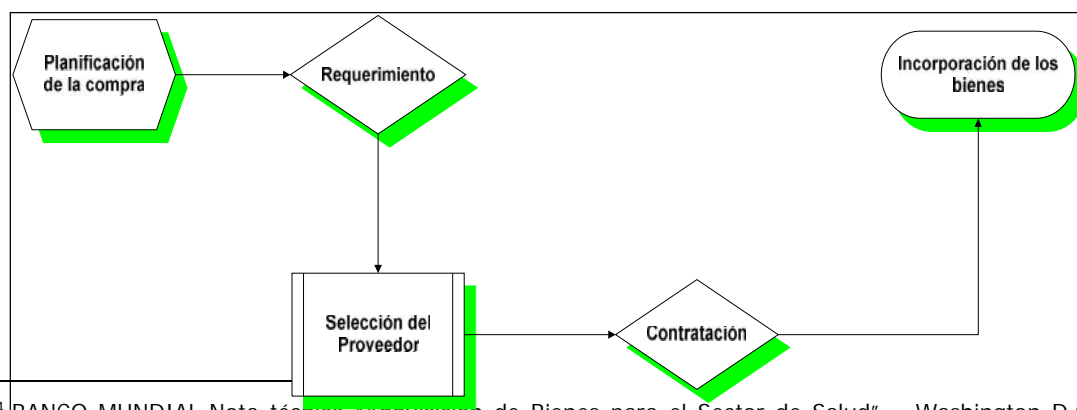 Planificación
de la compra
Requerimiento
Selección del
Proveedor
Contratación
Incorporación de los
bienes
BANCO MUNDIAL Nota de Bienes para el Sector de Salud" Washington D.